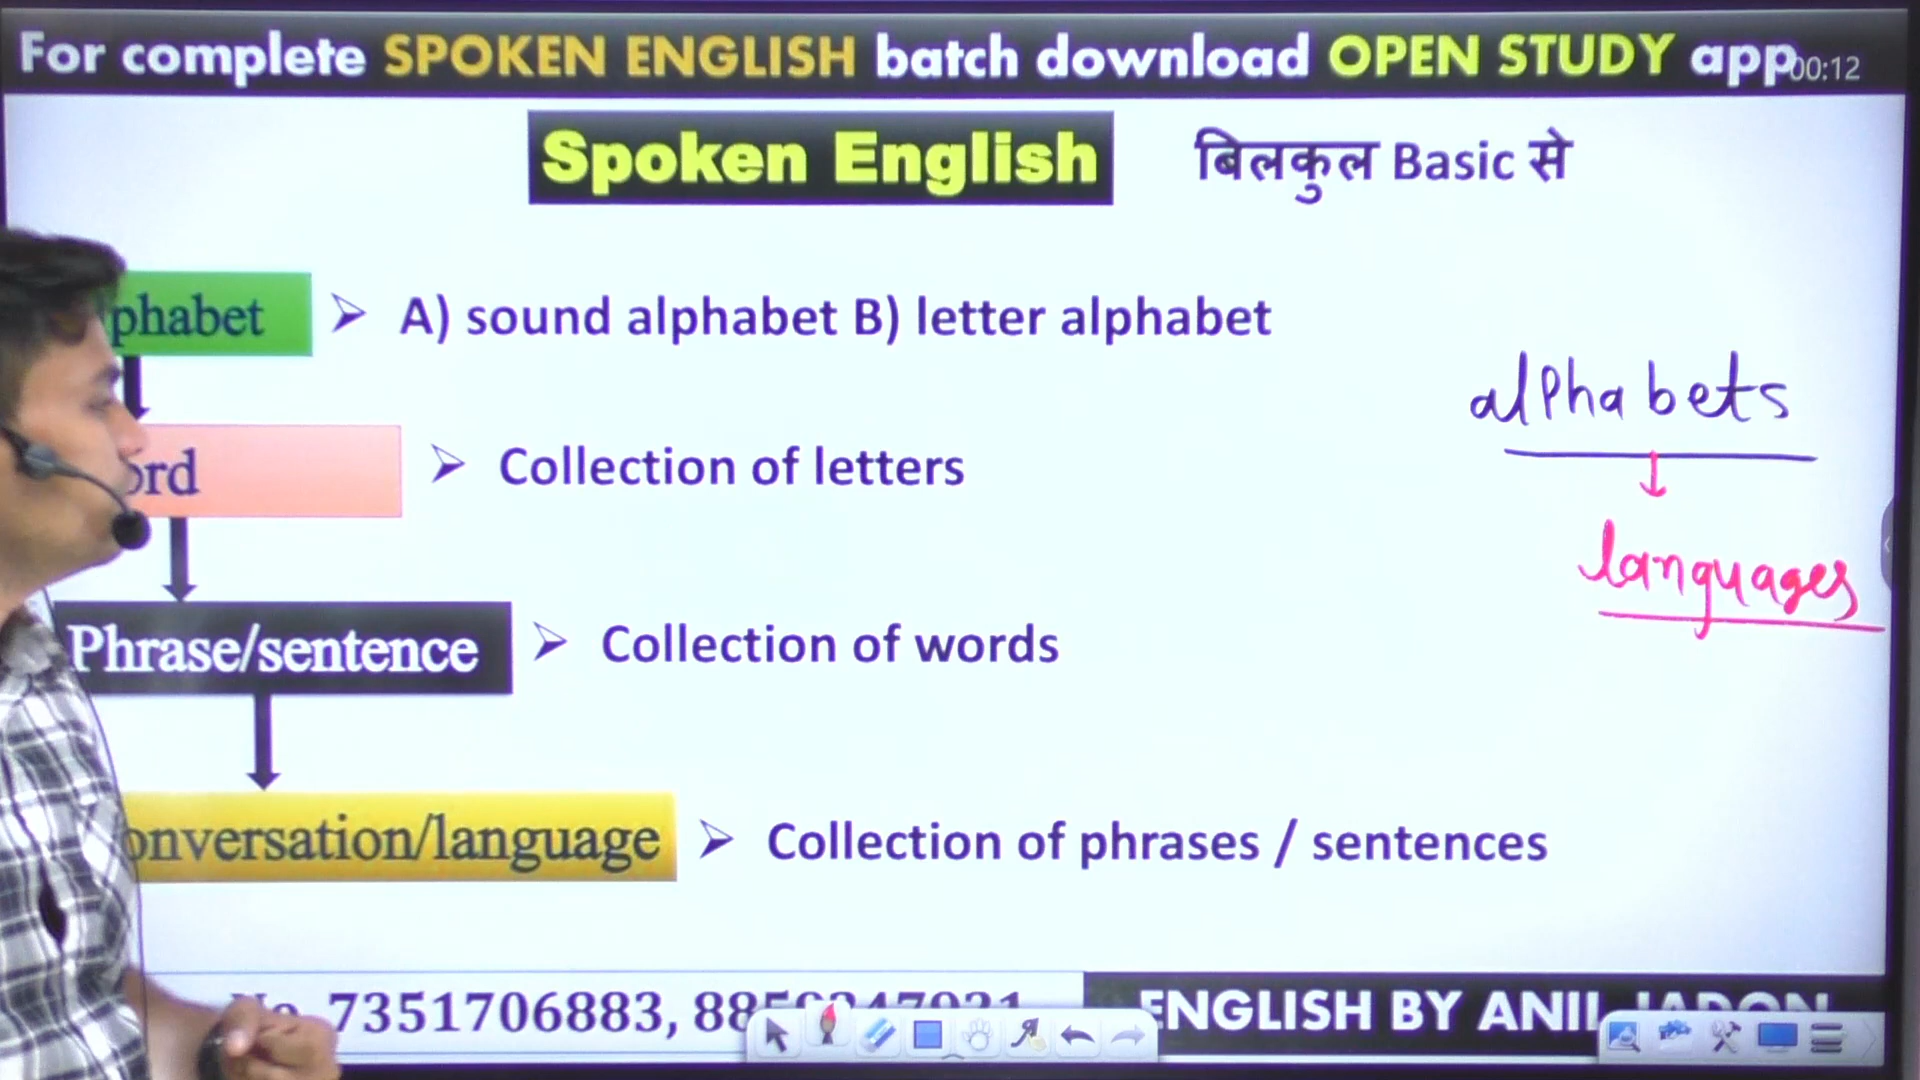 For complete SPOKEN ENGLISH batch download OPEN STUDY app 00:12
Spoken English बिलकुल Basic से
phabet ➢ A) sound alphabet B) letter alphabet
alphabets
ord ➢ Collection of letters
languages
Phrase/sentence ➢ Collection of words
onversation/language ➢ Collection of phrases / sentences
7351706883, ENGLISH BY ANIL JADON